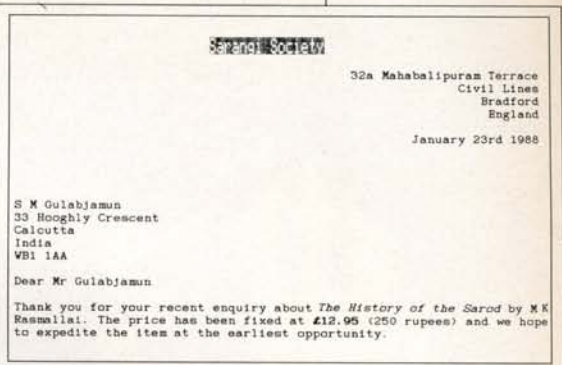 Sarangi Society
32a Mahabalipuram Terrace
Civil Lines
Bradford
England
January 23rd 1988
S M Gulabjamun
33 Hooghly Crescent
Calcutta
India
WB1 1AA
Dear Mr Gulabjamun
Thank you for your recent enquiry about The History of the Sarod by M K
Rasmallai. The price has been fixed at £12.95 (250 rupees) and we hope
to expedite the item at the earliest opportunity.